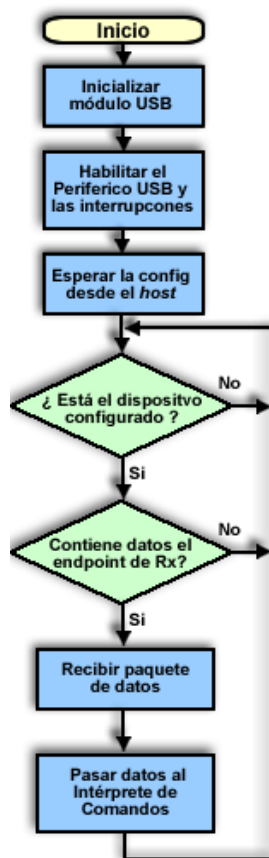 Inicio
Inicializar
módulo USB
Habilitar el
Periferico USB y
las interrupcones
Esperar la config
desde el host
¿ Está el dispositvo
configurado ?
No
Si
Contiene datos el
endpoint de Rx?
No
Si
Recibir paquete
de datos
Pasar datos al
Intérprete de
Comandos